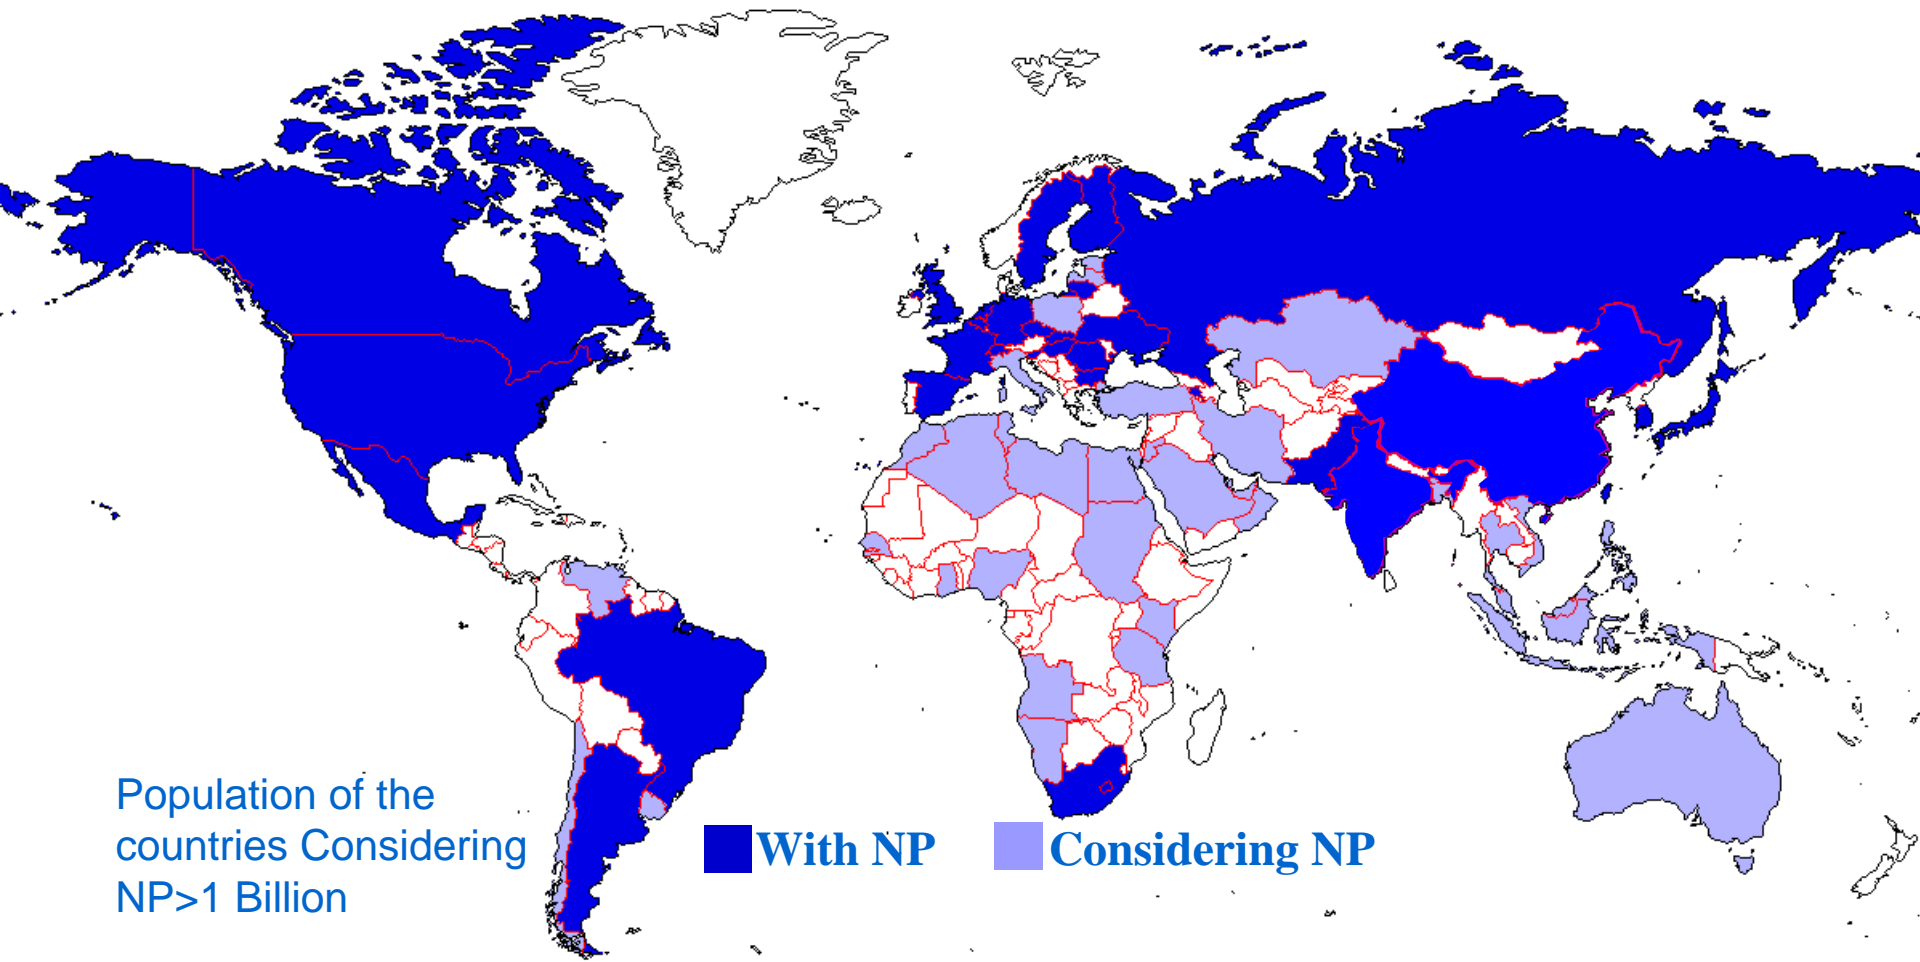 Population of the
countries Considering
NP>1 Billion
With NP
Considering NP